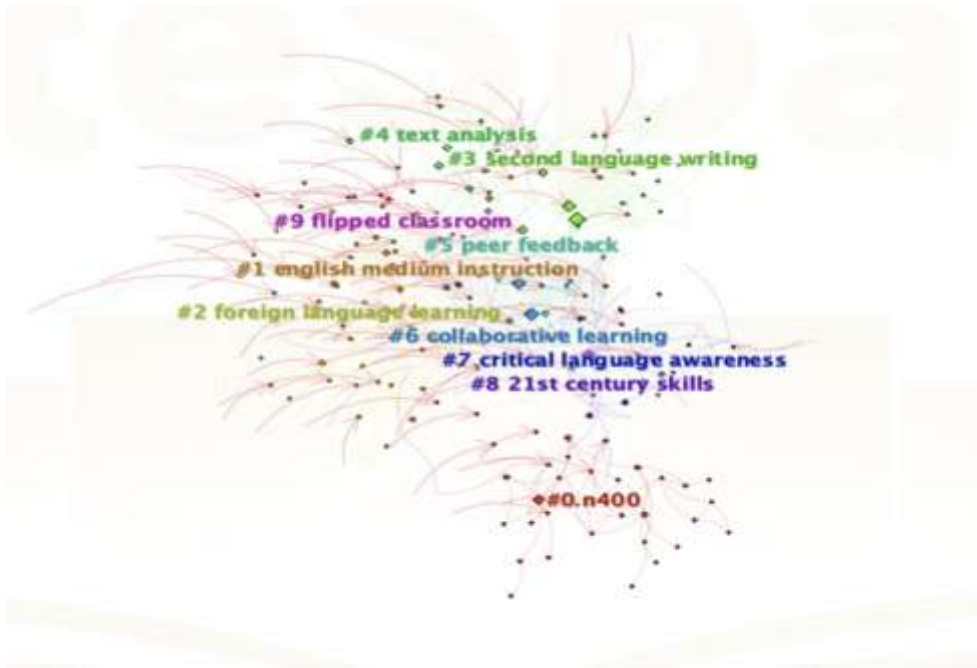 #4 text analysis
#3 second language writing
#9 flipped classroom
#5 peer feedback
#1 english medium instruction
#2 foreign language learning
#6 collaborative learning
#7 critical language awareness
#8 21st century skills
#0 n400